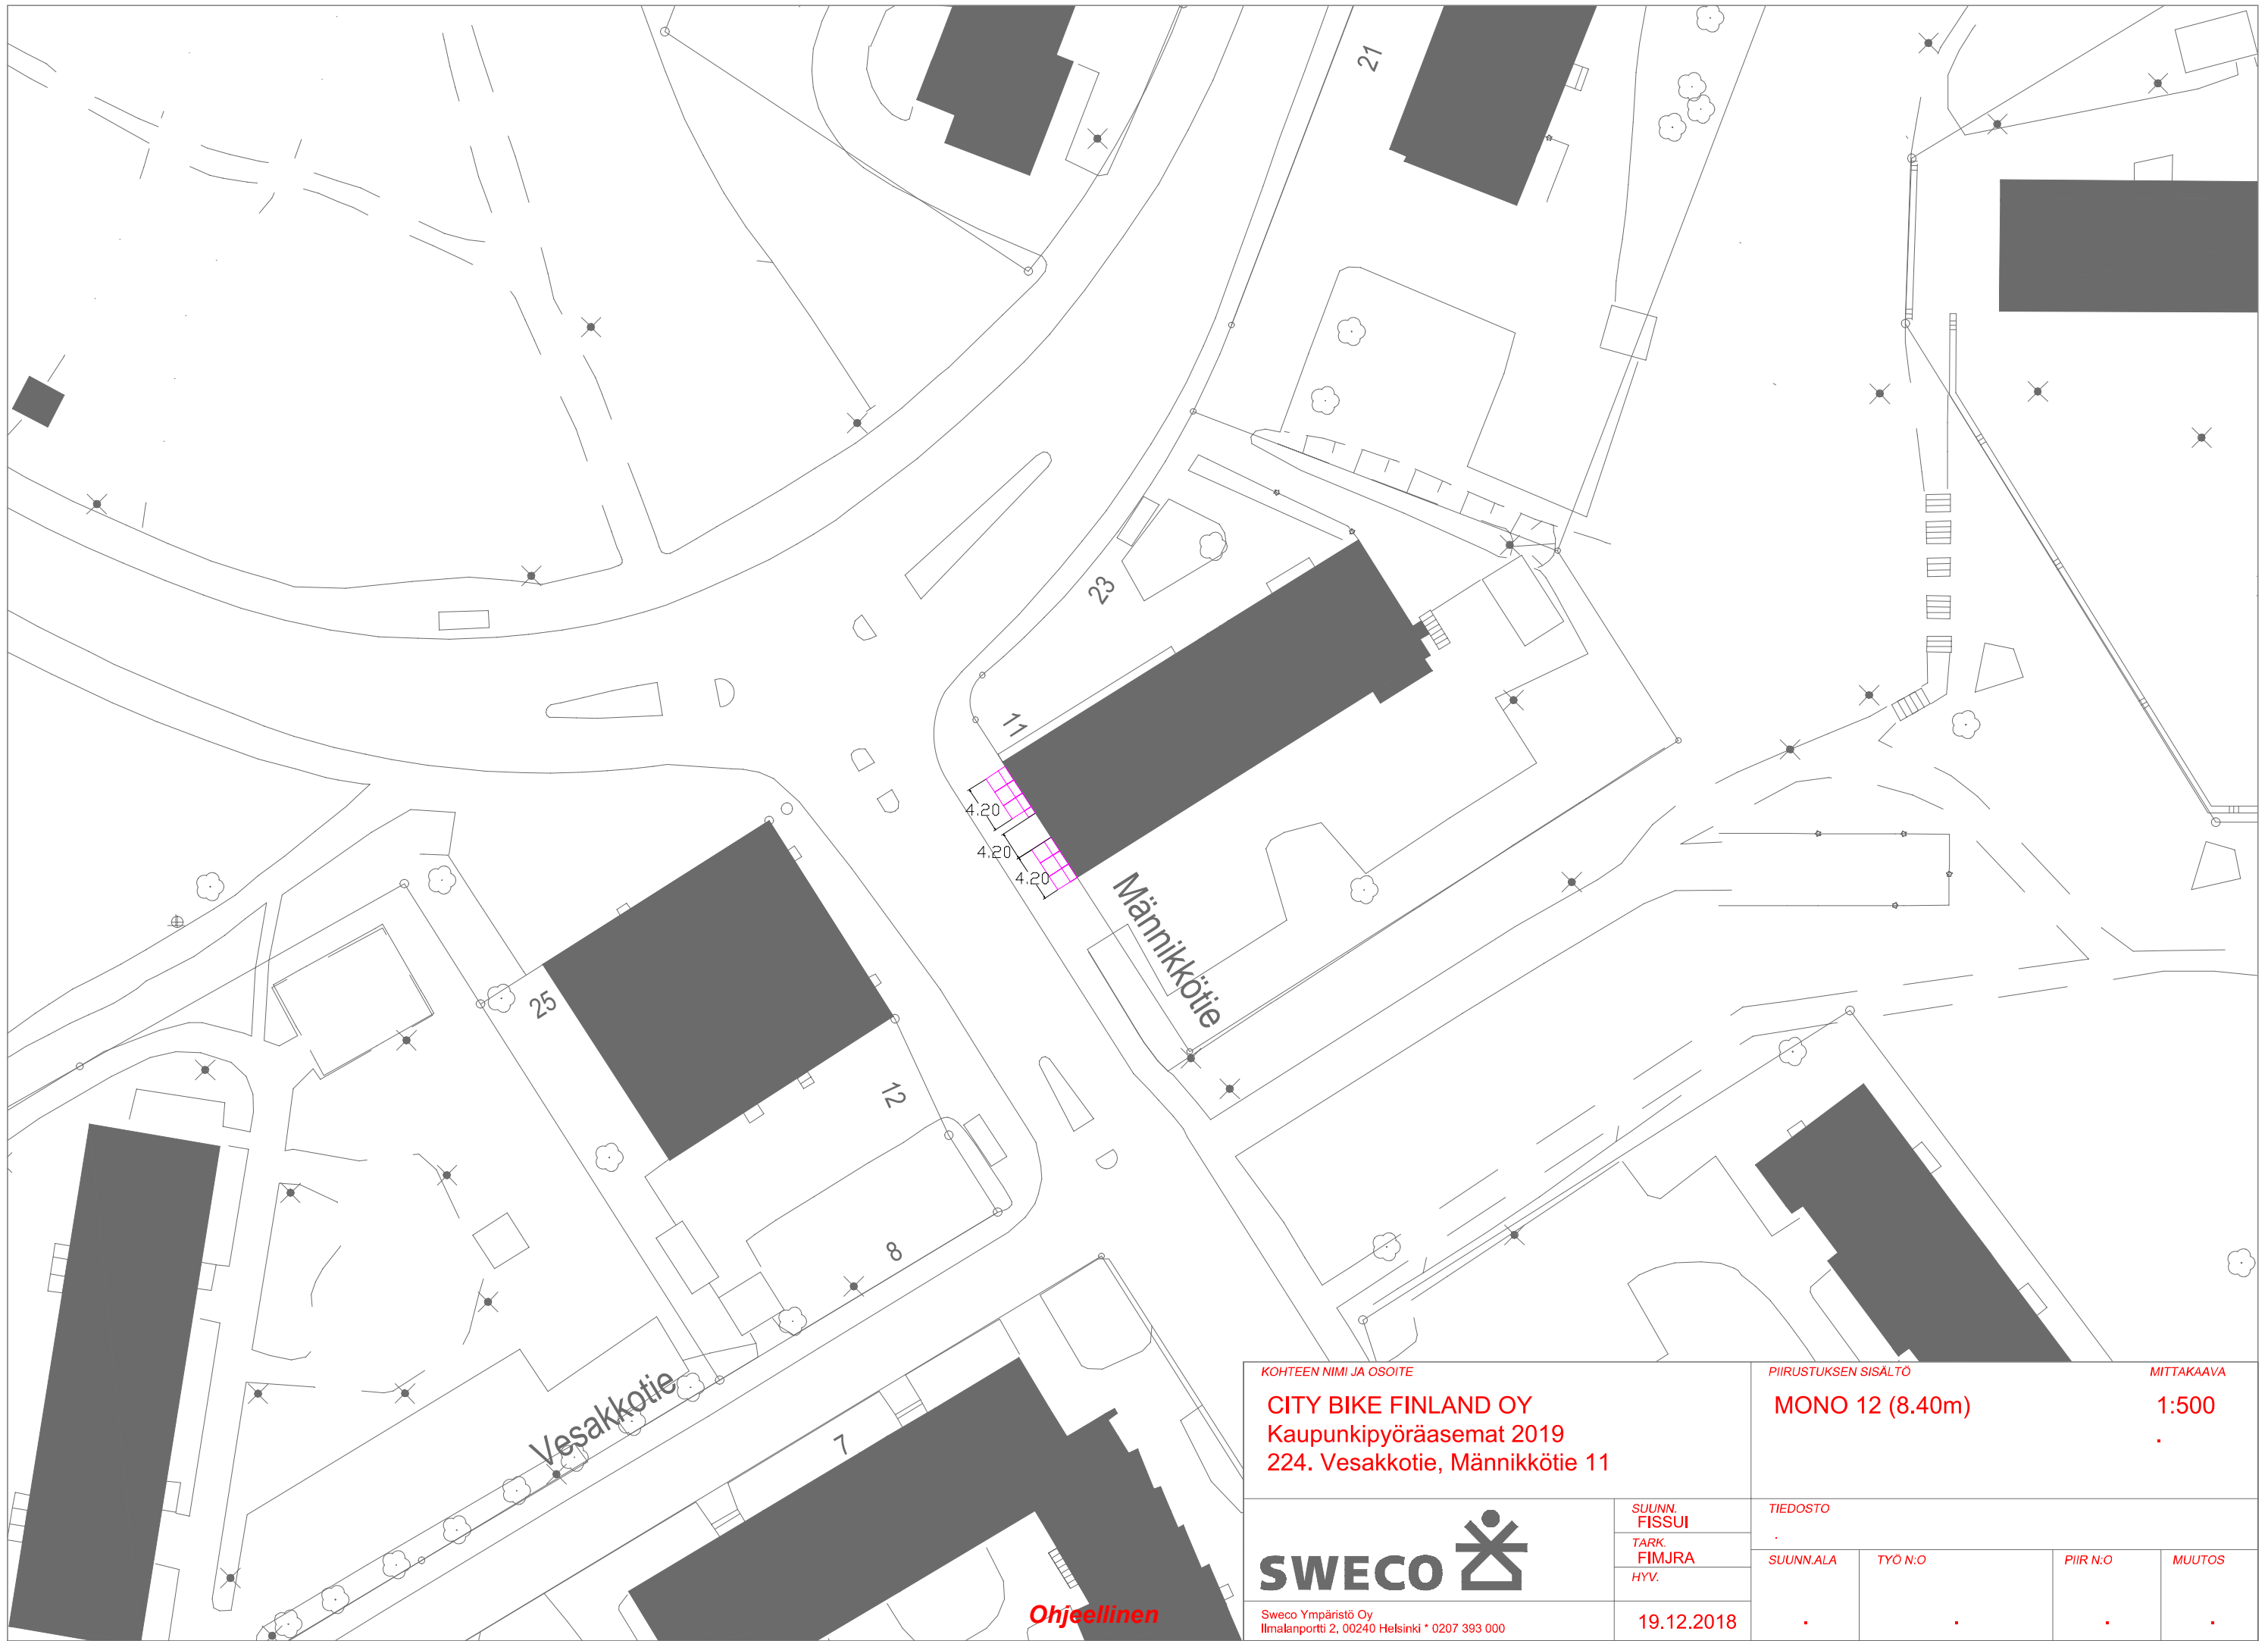 21
23
11
4.20
4.20
4.20
Männikkötie
25
12
8
Vesakkotie
7
Ohjeellinen
KOHTEEN NIMI JA OSOITE
CITY BIKE FINLAND OY
Kaupunkipyöräasemat 2019
224. Vesakkotie, Männikkötie 11
PIIRUSTUKSEN SISÄLTÖ
MITTAKAAVA
MONO 12 (8.40m)
1:500
.
SWECO
SUUNN.
FISSUI
TARK.
FIMJRA
HYV.
19.12.2018
TIEDOSTO
.
SUUNN.ALA
TYÖ N:O
PIIR N:O
MUUTOS
. . . .
Sweco Ympäristö Oy
Ilmalanportti 2, 00240 Helsinki * 0207 393 000